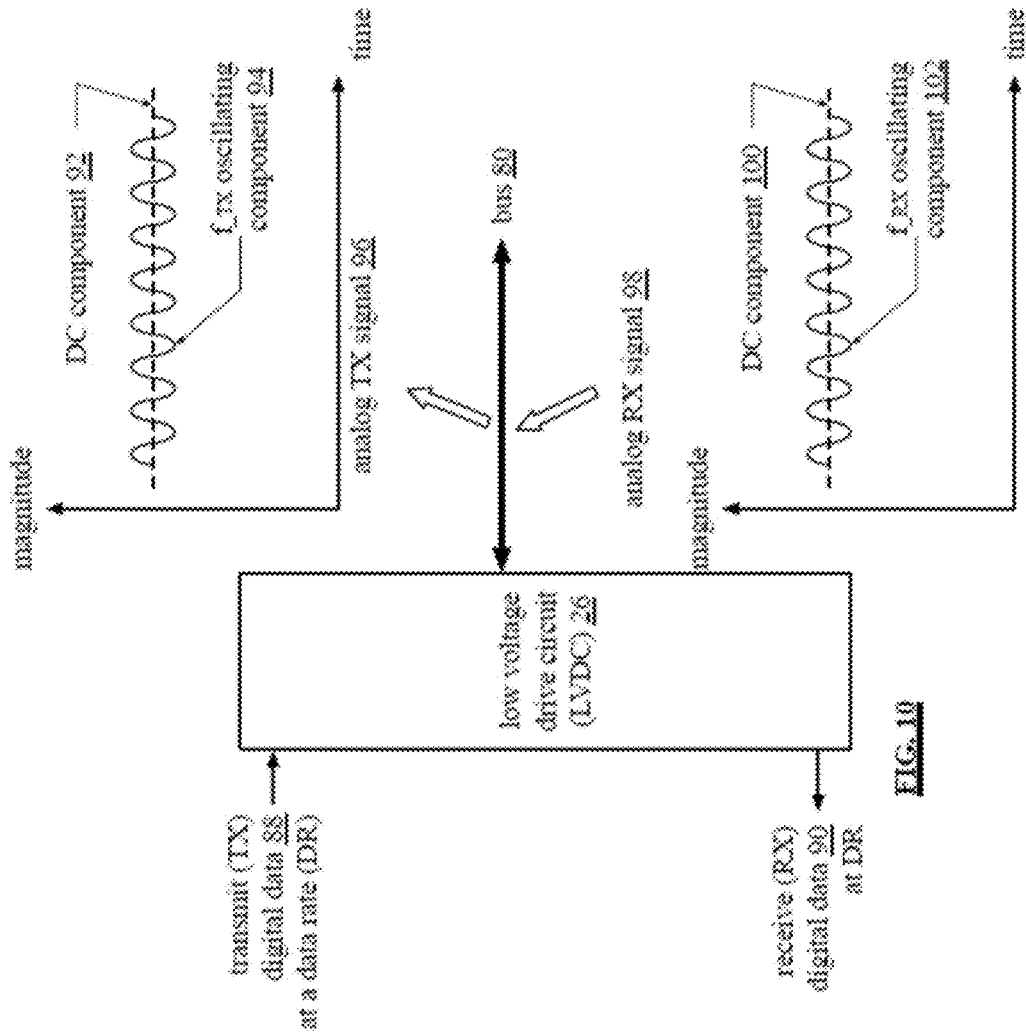 magnitude
DC component 92
f_TX oscillating
component 94
time
analog TX signal 96
transmit (TX)
digital data 88
at a data rate (DR)
low voltage
drive circuit
(LVDC) 26
bus 80
receive (RX)
digital data 90
at DR
analog RX signal 98
magnitude
DC component 100
f_RX oscillating
component 102
time
FIG. 10